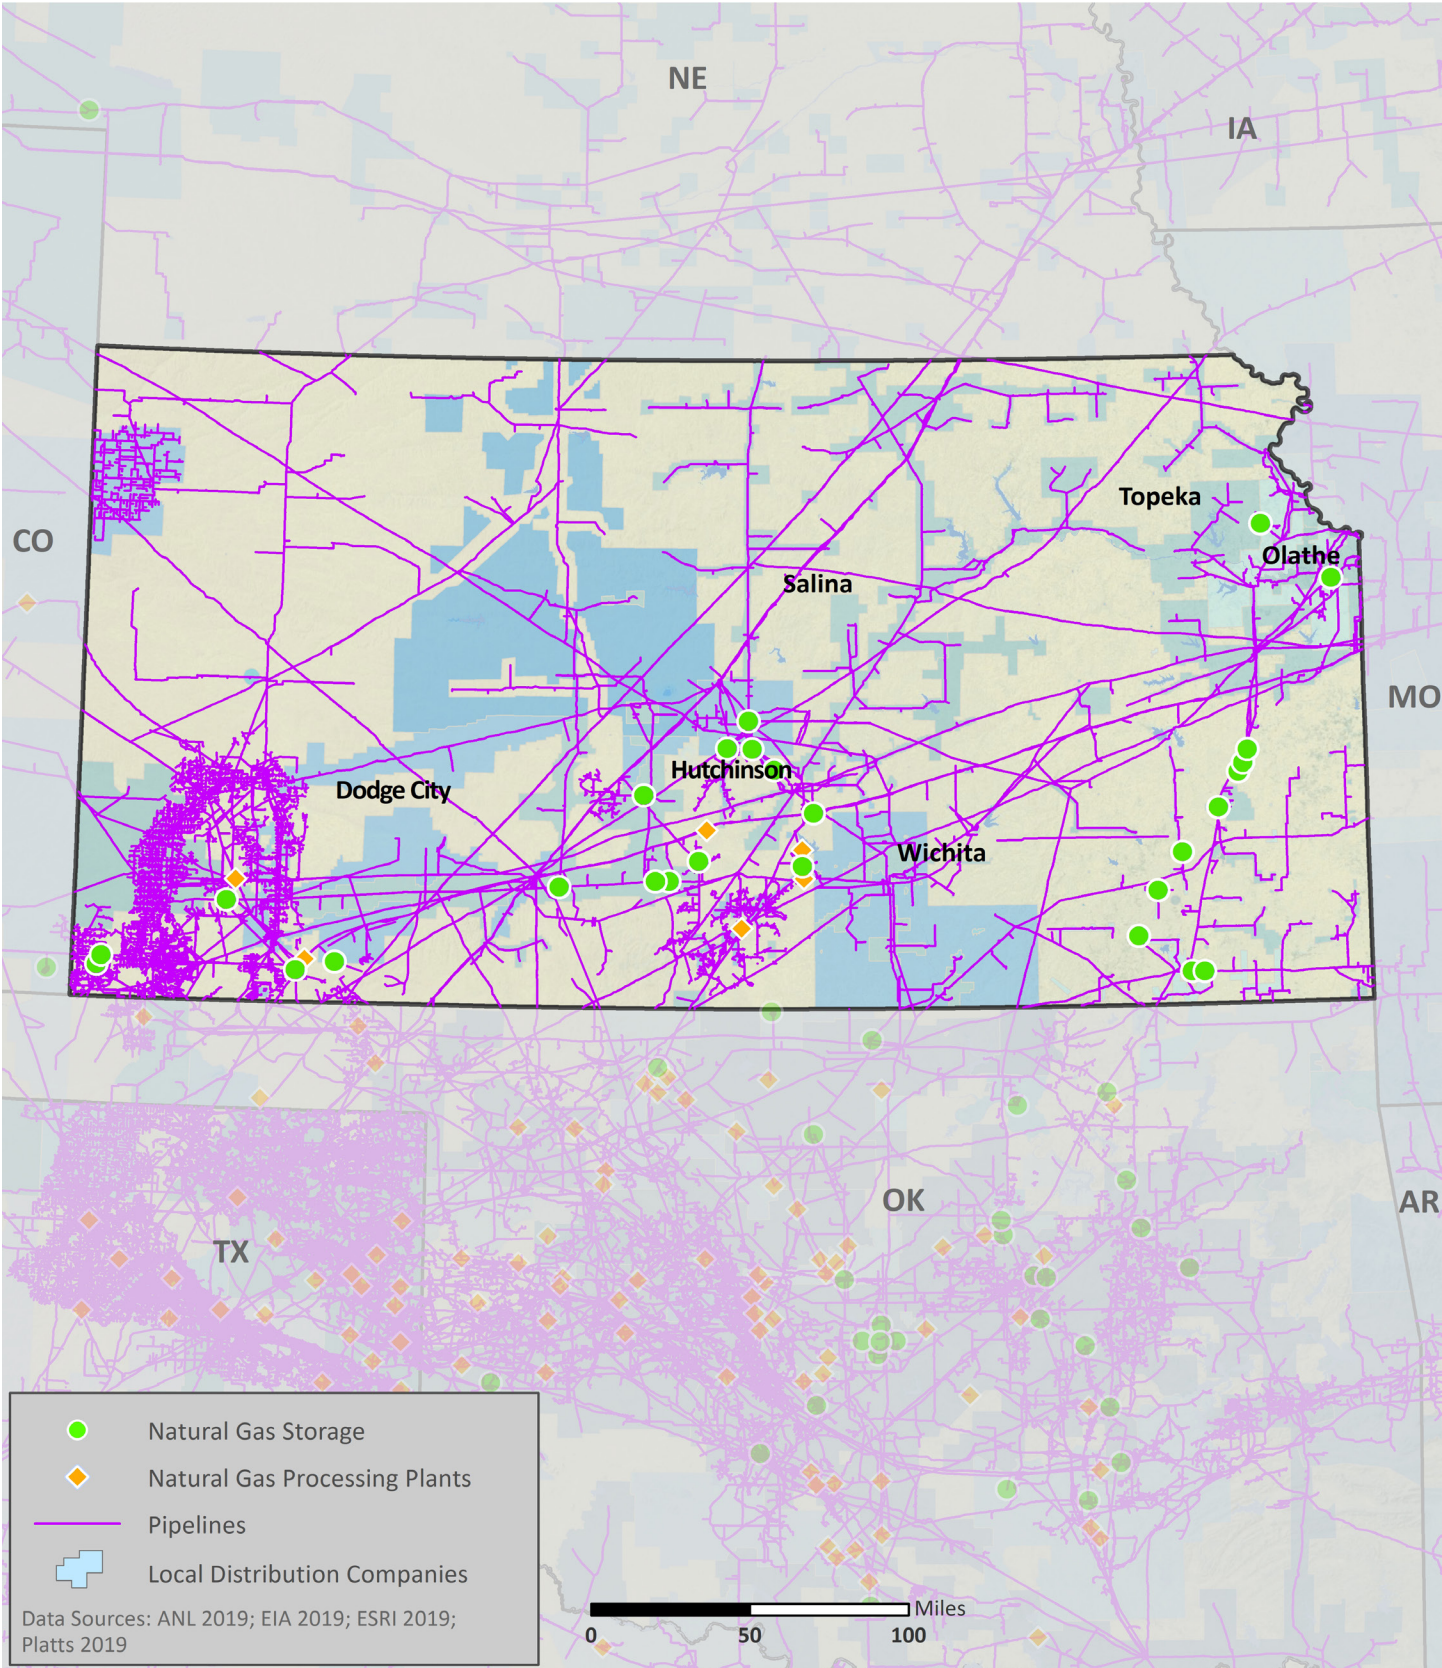 NE
IA
CO
Topeka
Olathe
Salina
MO
Hutchinson
Dodge City
Wichita
OK
AR
TX
Natural Gas Storage
Natural Gas Processing Plants
Pipelines
Local Distribution Companies
Data Sources: ANL 2019; EIA 2019; ESRI 2019;
Platts 2019
Miles
0 50 100